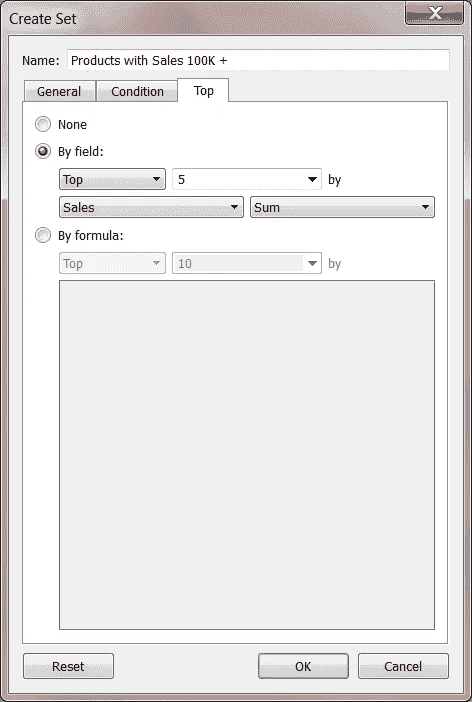 Create Set
Name: Products with Sales 100K +
General Condition Top
None
By field:
Top 5 by
Sales Sum
By formula:
Top 10 by
Reset OK Cancel